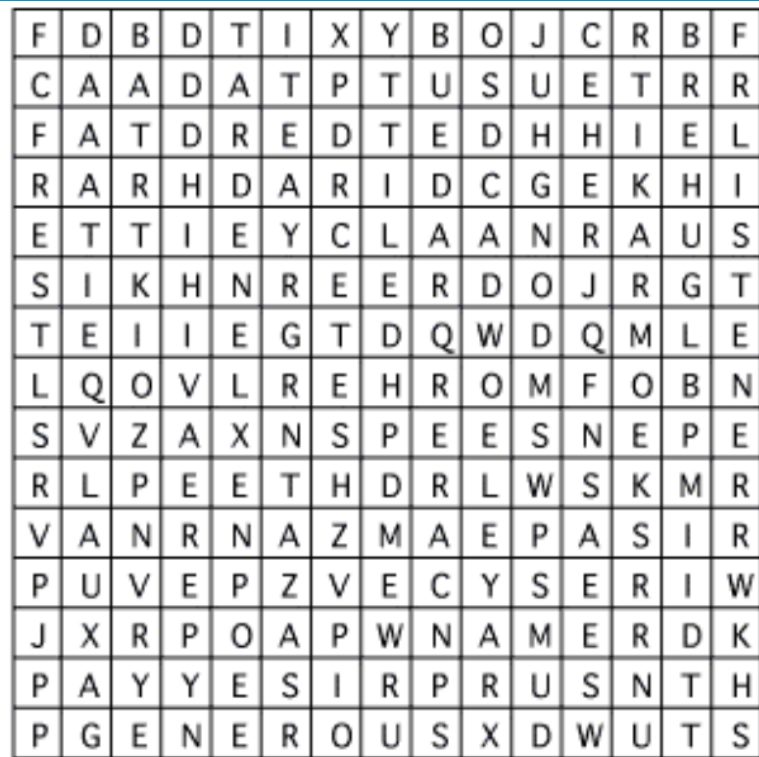 F D B D T I X Y B O J C R B F
C A A D A T P T U S U E T R R
F A T D R E D T E D H H I E L
R A R H D A R I D C G E K H I
E T T I E Y C L A A N R A U S
S I K H N R E E R D O J R G T
T E I I E G T D Q W D Q M L E
L Q O V L R E H R O M F O B N
S V Z A X N S P E E S N E P E
R L P E E T H D R L W S K M R
V A N R N A Z M A E P A S I R
P U V E P Z V E C Y S E R I W
J X R P O A P W N A M E R D K
P A Y Y E S I R P R U S N T H
P G E N E R O U S X D W U T S